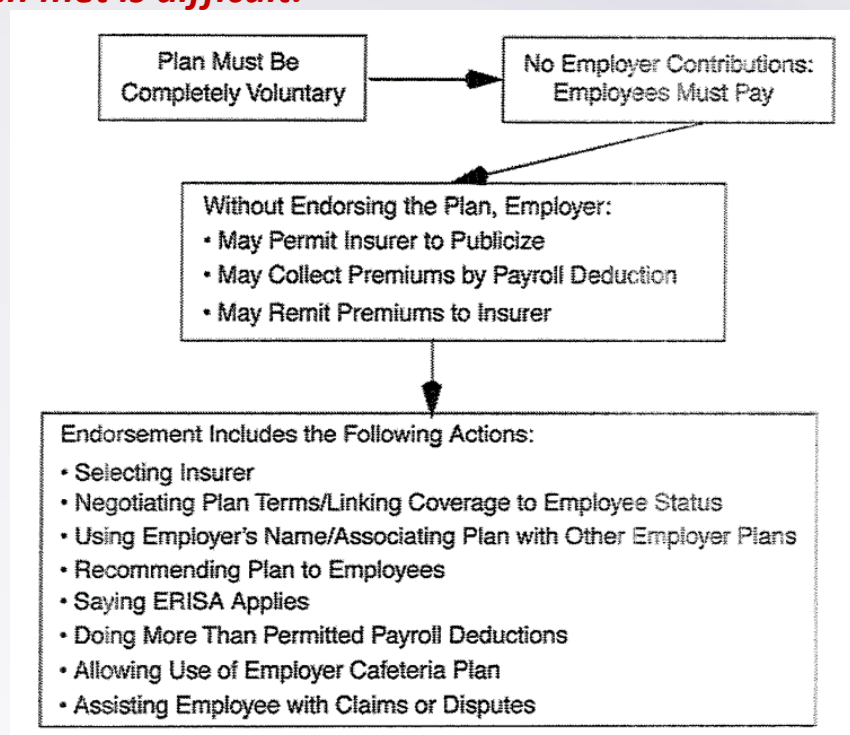 is difficult.
Plan Must Be
Completely Voluntary
No Employer Contributions:
Employees Must Pay
Without Endorsing the Plan, Employer:
• May Permit Insurer to Publicize
• May Collect Premiums by Payroll Deduction
• May Remit Premiums to Insurer
Endorsement Includes the Following Actions:
• Selecting Insurer
• Negotiating Plan Terms/Linking Coverage to Employee Status
• Using Employer's Name/Associating Plan with Other Employer Plans
• Recommending Plan to Employees
• Saying ERISA Applies
• Doing More Than Permitted Payroll Deductions
• Allowing Use of Employer Cafeteria Plan
• Assisting Employee with Claims or Disputes